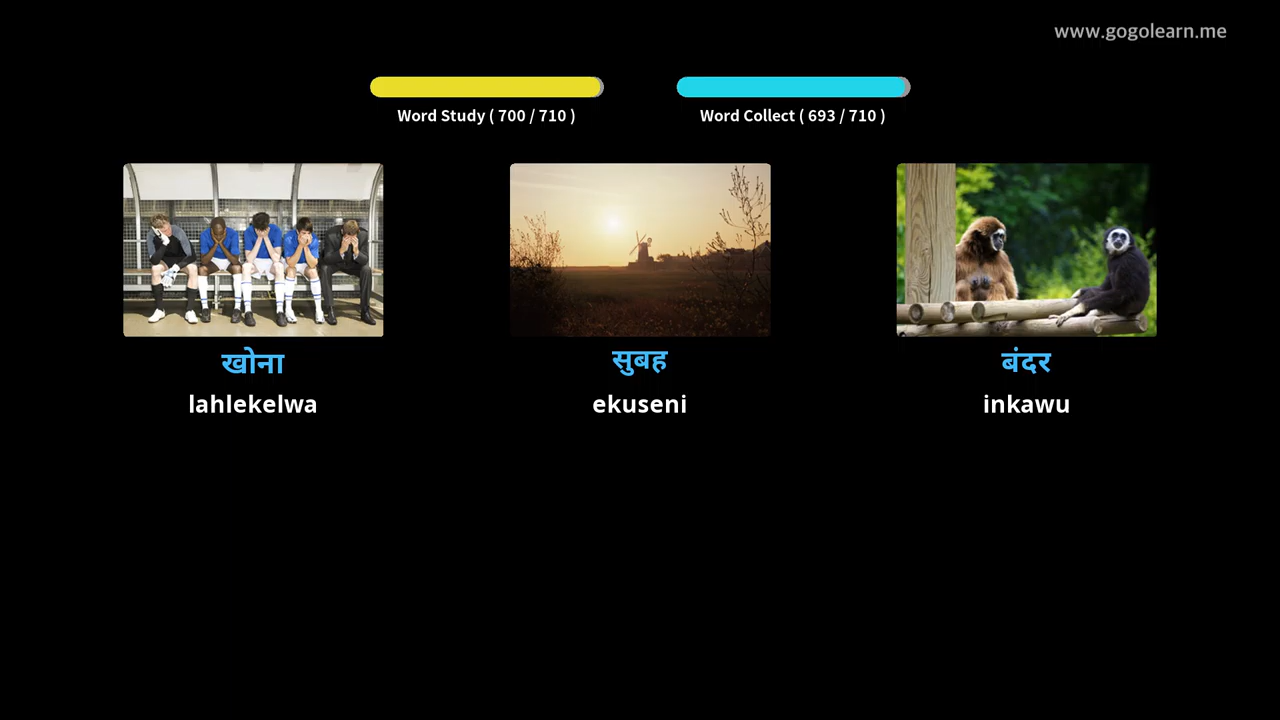 www.gogolearn.me
Word Study ( 700 / 710 )
Word Collect ( 693 / 710 )
खोना
सुबह
बंदर
lahlekelwa
ekuseni
inkawu